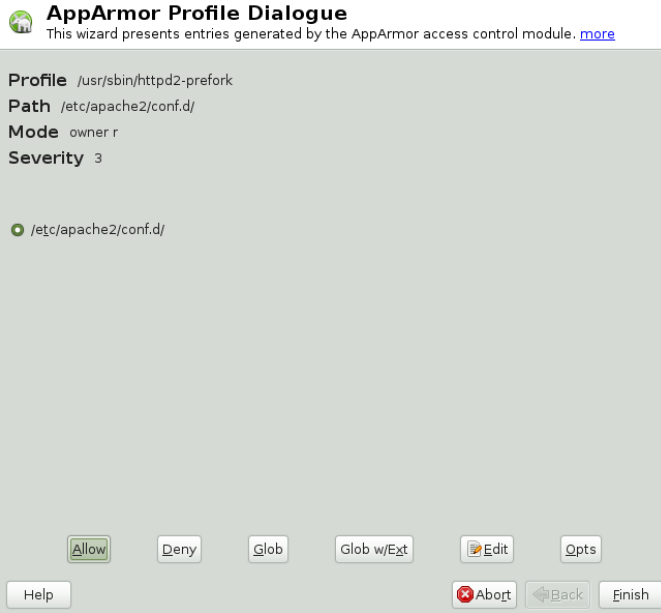 AppArmor Profile Dialogue
This wizard presents entries generated by the AppArmor access control module. more
Profile /usr/sbin/httpd2-prefork
Path /etc/apache2/conf.d/
Mode owner r
Severity 3
/etc/apache2/conf.d/
Allow Deny Glob Glob w/Ext Edit Opts
Help Abort Back Finish